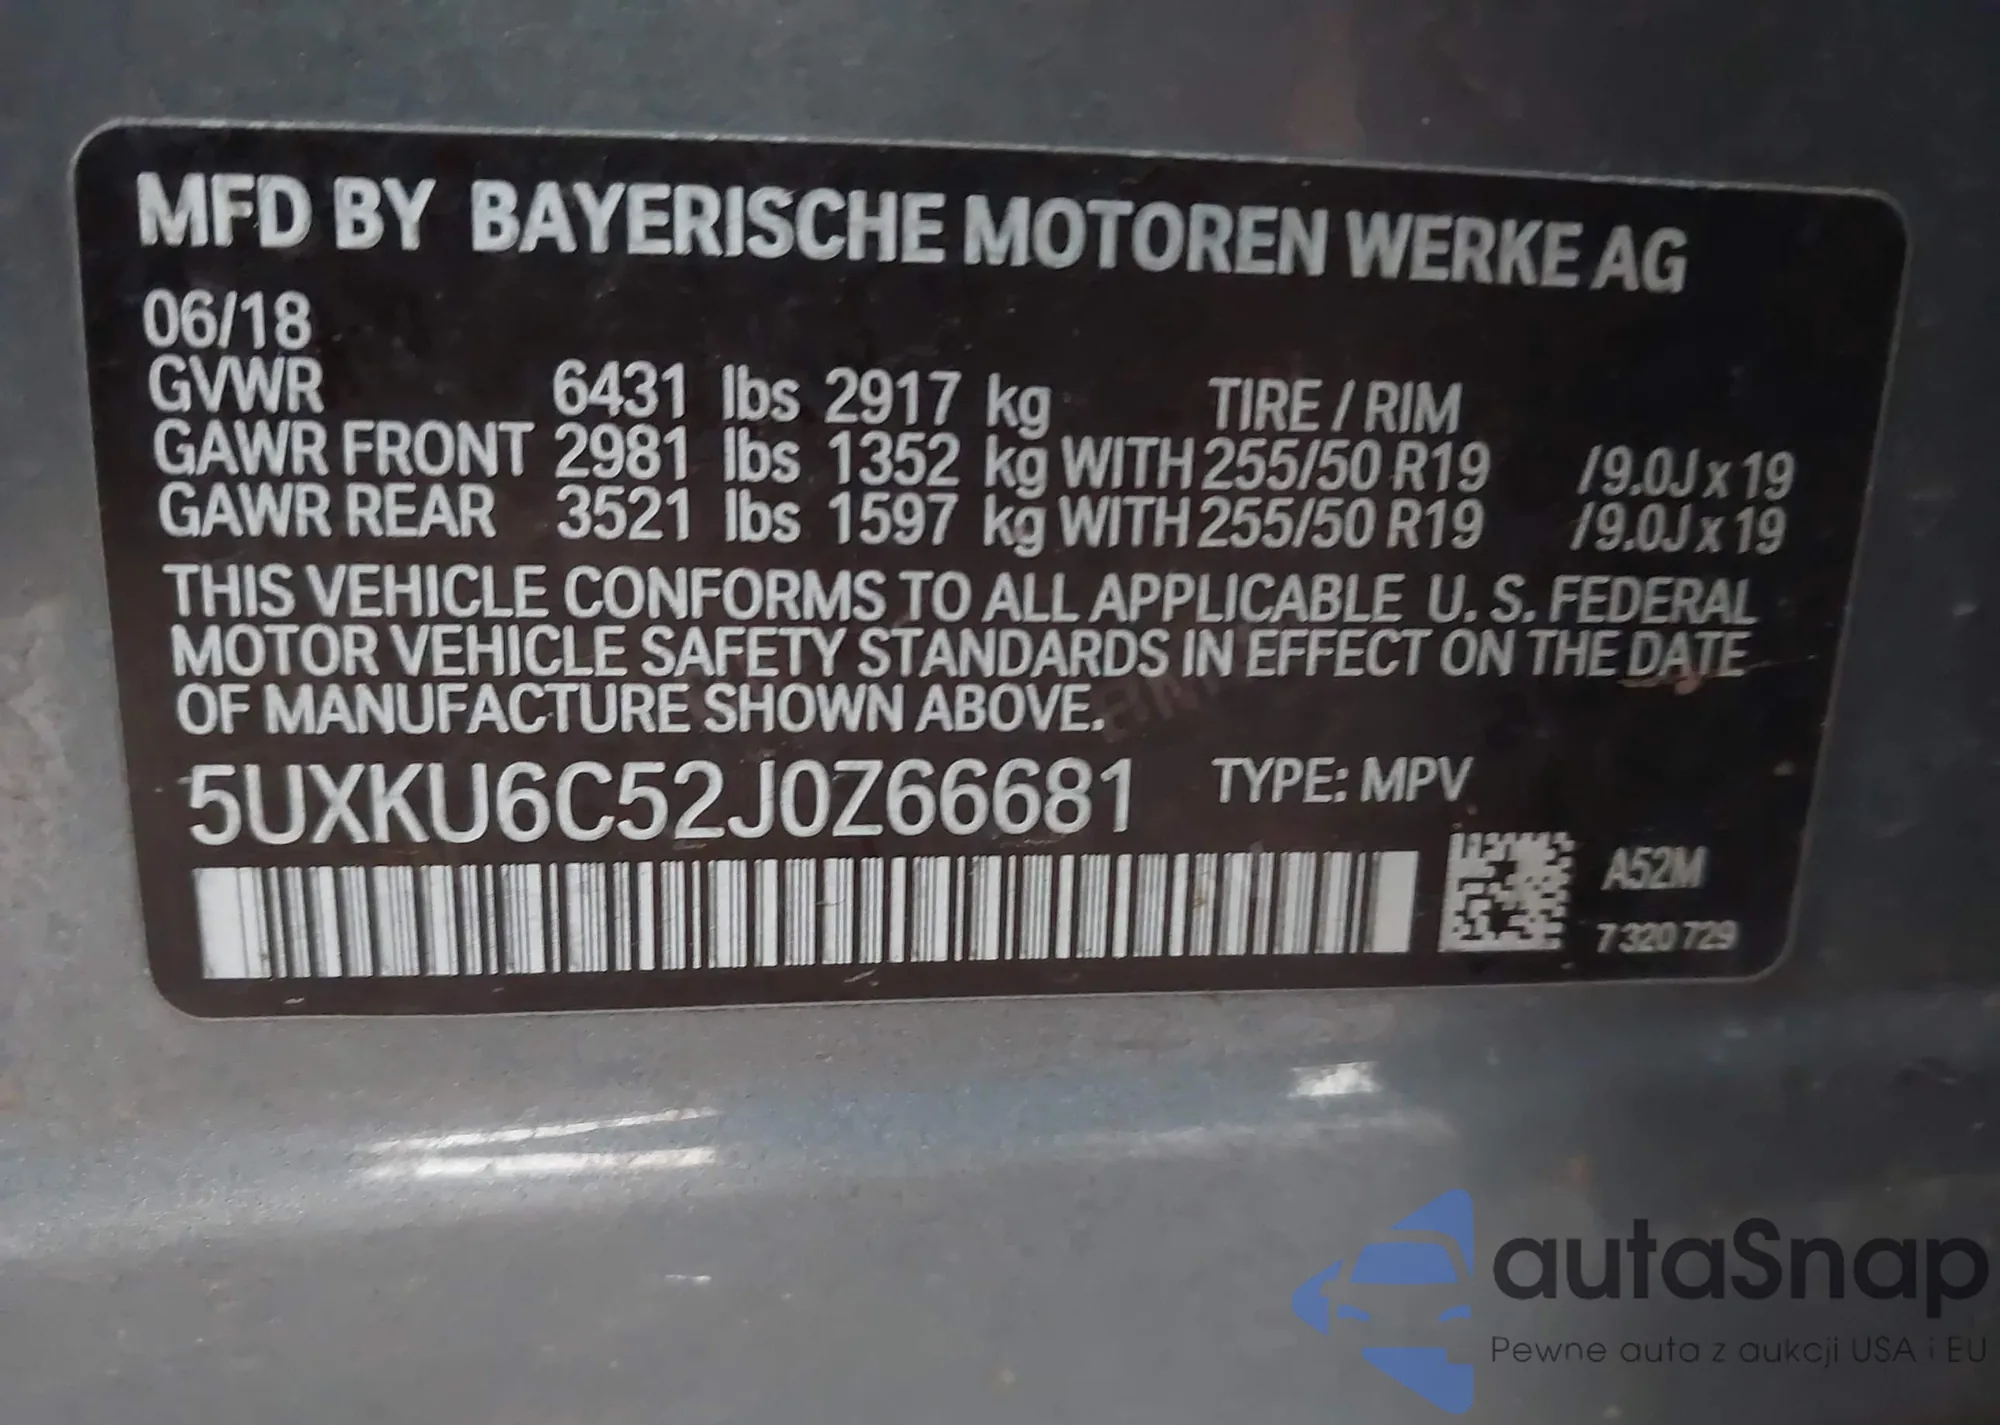 MFD BY BAYERISCHE MOTOREN WERKE AG
06/18
GVWR 6431 lbs 2917 kg TIRE / RIM
GAWR FRONT 2981 lbs 1352 kg WITH 255/50 R19 /9.0J x 19
GAWR REAR 3521 lbs 1597 kg WITH 255/50 R19 /9.0J x 19
THIS VEHICLE CONFORMS TO ALL APPLICABLE U. S. FEDERAL
MOTOR VEHICLE SAFETY STANDARDS IN EFFECT ON THE DATE
OF MANUFACTURE SHOWN ABOVE.
5UXKU6C52J0Z66681 TYPE: MPV
A52M
7 320 729
autaSnap
Pewne auta z aukcji USA i EU